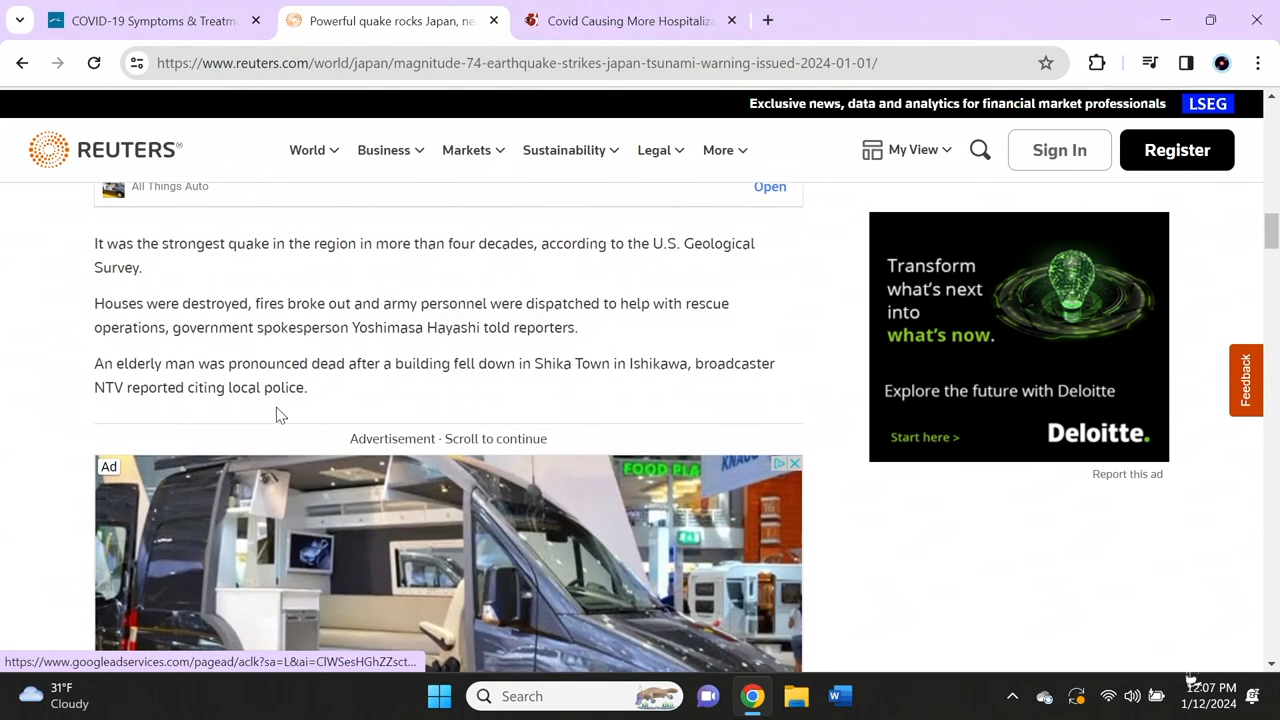 COVID-19 Symptoms & Treatm
Powerful quake rocks Japan, ne
Covid Causing More Hospitaliza
https://www.reuters.com/world/japan/magnitude-74-earthquake-strikes-japan-tsunami-warning-issued-2024-01-01/
Exclusive news, data and analytics for financial market professionals LSEG
REUTERS
World Business Markets Sustainability Legal More My View Sign In Register
All Things Auto Open
It was the strongest quake in the region in more than four decades, according to the U.S. Geological
Survey.
Houses were destroyed, fires broke out and army personnel were dispatched to help with rescue
operations, government spokesperson Yoshimasa Hayashi told reporters.
An elderly man was pronounced dead after a building fell down in Shika Town in Ishikawa, broadcaster
NTV reported citing local police.
Advertisement · Scroll to continue
Ad
FOOD PLA
KNAUS
Transform
what's next
into
what's now.
Explore the future with Deloitte
Start here >
Deloitte.
Report this ad
Feedback
https://www.googleadservices.com/pagead/aclk?sa=L&ai=ClWSesHGhZZsct...
31°F
Cloudy
Search
12:07 PM
1/12/2024